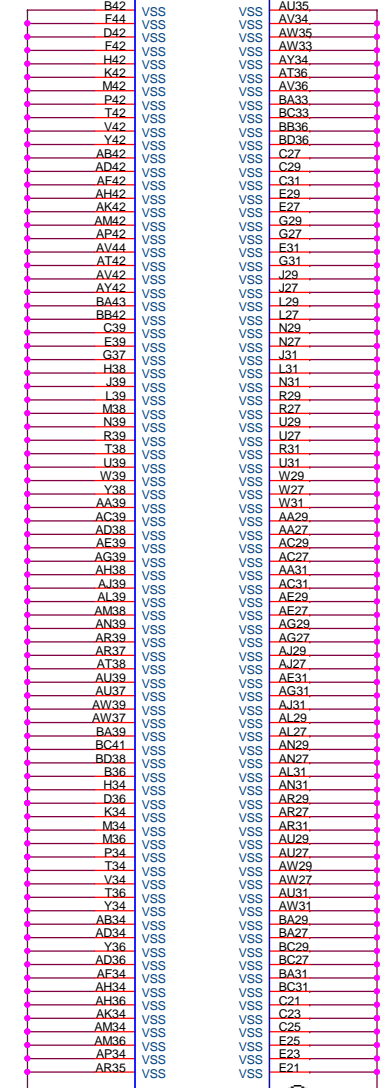 B42 VSS VSS AU35
F44 VSS VSS AV34
D42 VSS VSS AW35
F42 VSS VSS AW33
H42 VSS VSS AY34
K42 VSS VSS AT36
M42 VSS VSS AV36
P42 VSS VSS BA33
T42 VSS VSS BC33
V42 VSS VSS BB36
Y42 VSS VSS BD36
AB42 VSS VSS C27
AD42 VSS VSS C29
AF42 VSS VSS C31
AH42 VSS VSS E29
AK42 VSS VSS E27
AM42 VSS VSS G29
AP42 VSS VSS G27
AV44 VSS VSS E31
AT42 VSS VSS G31
AV42 VSS VSS J29
AY42 VSS VSS J27
BA43 VSS VSS L29
BB42 VSS VSS L27
C39 VSS VSS N29
E39 VSS VSS N27
G37 VSS VSS J31
H38 VSS VSS L31
J39 VSS VSS N31
L39 VSS VSS R29
M38 VSS VSS R27
N39 VSS VSS U29
R39 VSS VSS U27
T38 VSS VSS R31
U39 VSS VSS U31
W39 VSS VSS W29
Y38 VSS VSS W27
AA39 VSS VSS W31
AC39 VSS VSS AA29
AD38 VSS VSS AA27
AE39 VSS VSS AC29
AG39 VSS VSS AC27
AH38 VSS VSS AA31
AJ39 VSS VSS AC31
AL39 VSS VSS AE29
AM38 VSS VSS AE27
AN39 VSS VSS AG29
AR39 VSS VSS AG27
AR37 VSS VSS AJ29
AT38 VSS VSS AJ27
AU39 VSS VSS AE31
AU37 VSS VSS AG31
AW39 VSS VSS AJ31
AW37 VSS VSS AL29
BA39 VSS VSS AL27
BC41 VSS VSS AN29
BD38 VSS VSS AN27
B36 VSS VSS AL31
H34 VSS VSS AN31
D36 VSS VSS AR29
K34 VSS VSS AR27
M34 VSS VSS AR31
M36 VSS VSS AU29
P34 VSS VSS AU27
T34 VSS VSS AW29
V34 VSS VSS AW27
T36 VSS VSS AU31
Y34 VSS VSS AW31
AB34 VSS VSS BA29
AD34 VSS VSS BA27
Y36 VSS VSS BC29
AD36 VSS VSS BC27
AF34 VSS VSS BA31
AH34 VSS VSS BC31
AH36 VSS VSS C21
AK34 VSS VSS C23
AM34 VSS VSS C25
AM36 VSS VSS E25
AP34 VSS VSS E23
AR35 VSS VSS E21